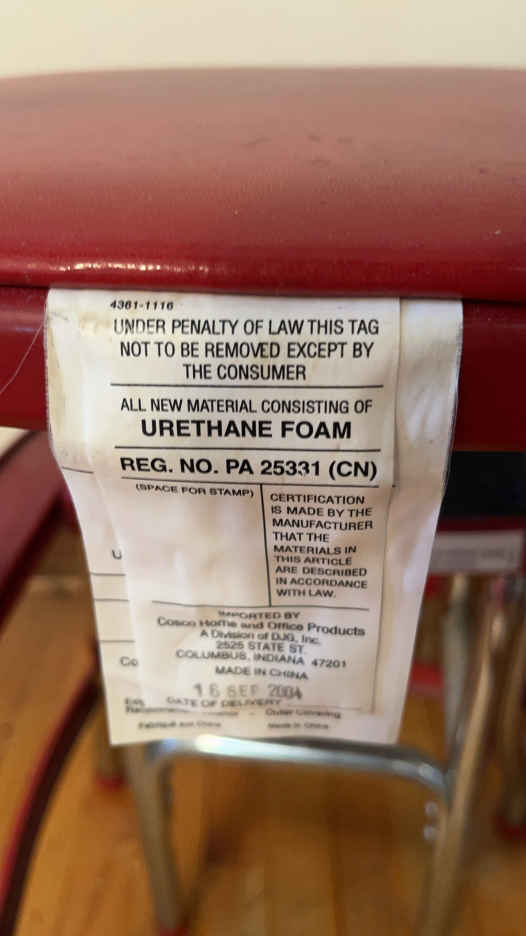 4361-1116
UNDER PENALTY OF LAW THIS TAG
NOT TO BE REMOVED EXCEPT BY
THE CONSUMER
ALL NEW MATERIAL CONSISTING OF
URETHANE FOAM
REG. NO. PA 25331 (CN)
(SPACE FOR STAMP)
CERTIFICATION
IS MADE BY THE
MANUFACTURER
THAT THE
MATERIALS IN
THIS ARTICLE
ARE DESCRIBED
IN ACCORDANCE
WITH LAW.
U
IMPORTED BY
Cosco Home and Office Products
A Division of DJG, Inc.
2525 STATE ST.
COLUMBUS, INDIANA 47201
Co
MADE IN CHINA
16 SEP 2004
DATE OF DELIVERY
Outer Covering
Made in China